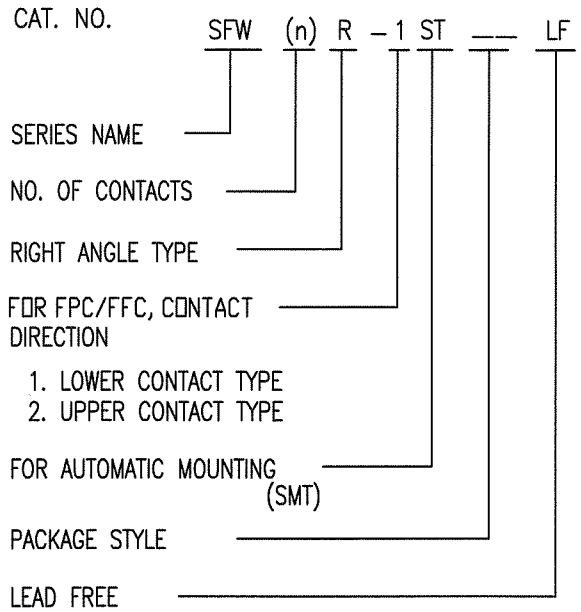 CAT. NO.
SFW (n) R - 1 ST __ LF
SERIES NAME
NO. OF CONTACTS
RIGHT ANGLE TYPE
FOR FPC/FFC, CONTACT
DIRECTION
1. LOWER CONTACT TYPE
2. UPPER CONTACT TYPE
FOR AUTOMATIC MOUNTING
(SMT)
PACKAGE STYLE
LEAD FREE